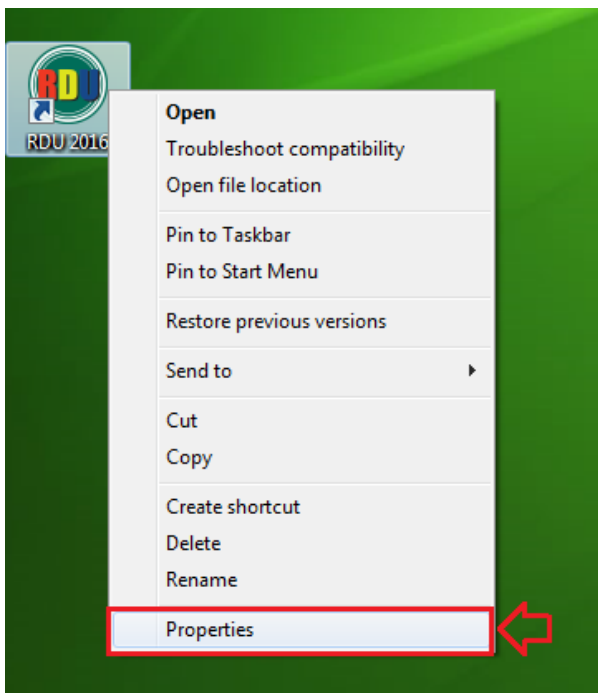 RDU
RDU 2016
Open
Troubleshoot compatibility
Open file location
Pin to Taskbar
Pin to Start Menu
Restore previous versions
Send to
Cut
Copy
Create shortcut
Delete
Rename
Properties